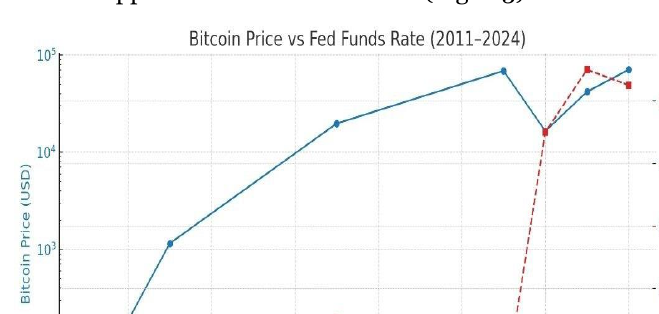 Bitcoin Price vs Fed Funds Rate (2011–2024)
10⁵
10⁴
10³
Bitcoin Price (USD)